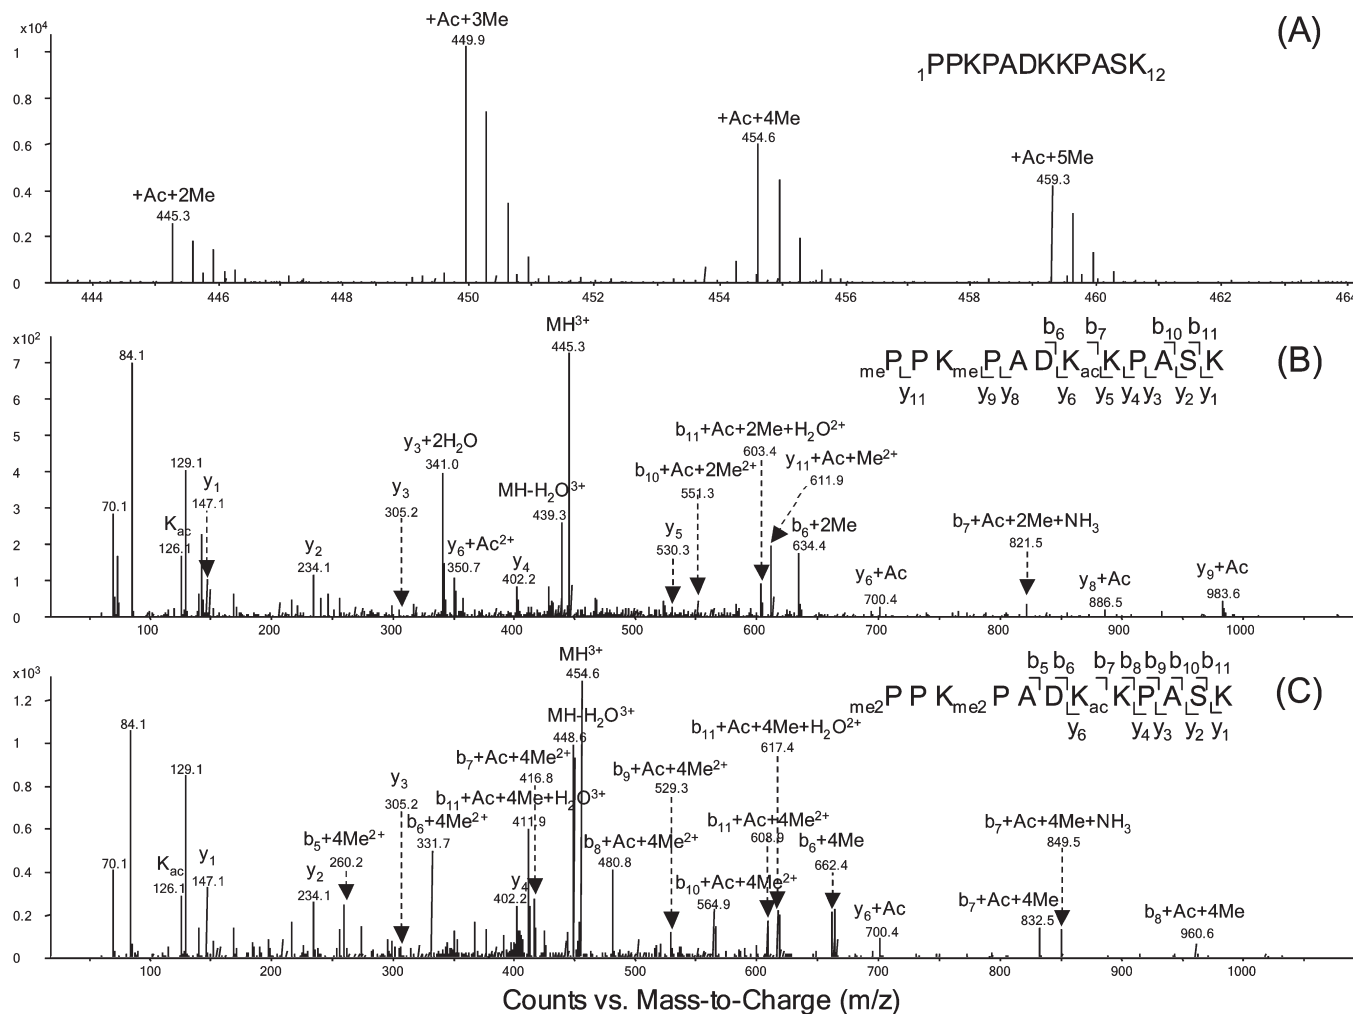 (A)
x10⁴
1
0.8
0.6
0.4
0.2
0
+Ac+2Me
445.3
+Ac+3Me
449.9
+Ac+4Me
454.6
+Ac+5Me
459.3
₁PPKPADKKPASK₁₂
444 446 448 450 452 454 456 458 460 462 464
(B)
x10²
7
6
5
4
3
2
1
0
b₆ b₇ b₁₀ b₁₁
meP P KmeP A D KacK P A S K
y₁₁ y₉ y₈ y₆ y₅ y₄ y₃ y₂ y₁
70.1
84.1
Kac
126.1
129.1
y₁
147.1
y₂
234.1
y₃
305.2
y₃+2H₂O
341.0
y₆+Ac²⁺
350.7
y₄
402.2
MH-H₂O³⁺
439.3
MH³⁺
445.3
y₅
530.3
b₁₀+Ac+2Me²⁺
551.3
b₁₁+Ac+2Me+H₂O²⁺
603.4
y₁₁+Ac+Me²⁺
611.9
b₆+2Me
634.4
y₆+Ac
700.4
b₇+Ac+2Me+NH₃
821.5
y₈+Ac
886.5
y₉+Ac
983.6
100 200 300 400 500 600 700 800 900 1000
(C)
x10³
1.2
1
0.8
0.6
0.4
0.2
0
b₅ b₆ b₇ b₈ b₉ b₁₀ b₁₁
me2P P Kme2P A D KacK P A S K
y₆ y₄ y₃ y₂ y₁
70.1
84.1
Kac
126.1
129.1
y₁
147.1
y₂
234.1
b₅+4Me²⁺
260.2
y₃
305.2
b₆+4Me²⁺
331.7
y₄
402.2
b₁₁+Ac+4Me+H₂O³⁺
411.9
b₇+Ac+4Me²⁺
416.8
MH-H₂O³⁺
448.6
MH³⁺
454.6
b₈+Ac+4Me²⁺
480.8
b₉+Ac+4Me²⁺
529.3
b₁₀+Ac+4Me²⁺
564.9
b₁₁+Ac+4Me²⁺
608.9
b₁₁+Ac+4Me+H₂O²⁺
617.4
b₆+4Me
662.4
y₆+Ac
700.4
b₇+Ac+4Me
832.5
b₇+Ac+4Me+NH₃
849.5
b₈+Ac+4Me
960.6
100 200 300 400 500 600 700 800 900 1000
Counts vs. Mass-to-Charge (m/z)